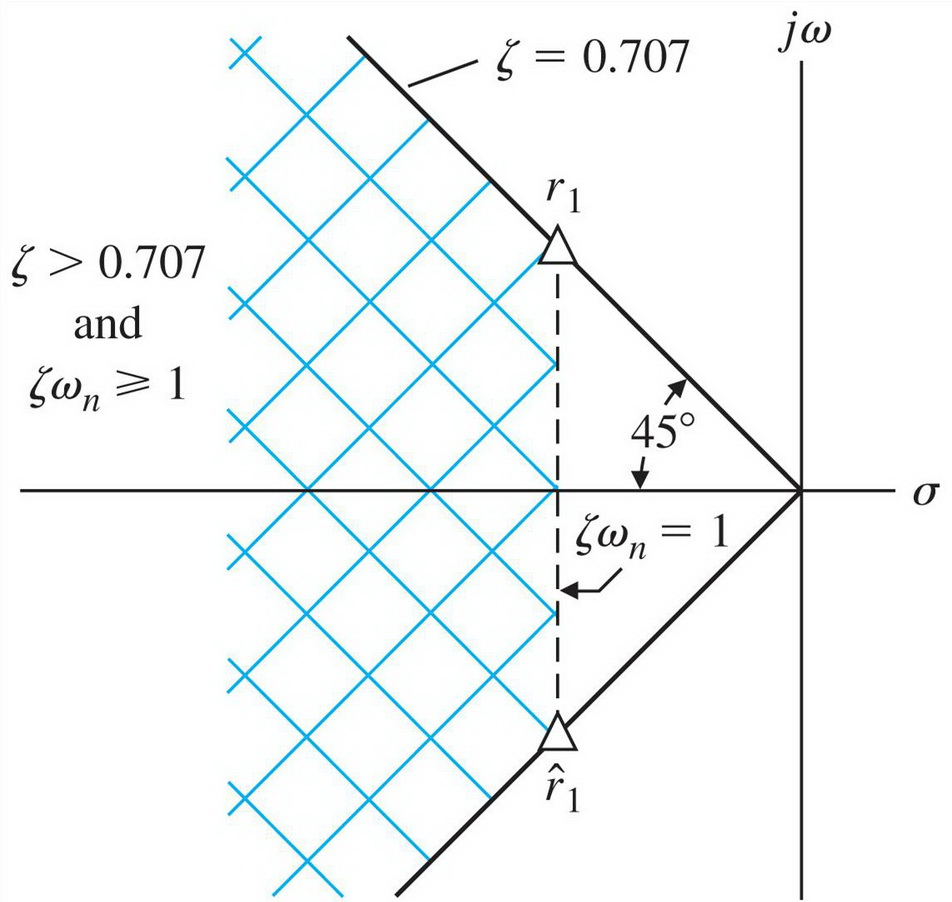 jω
ζ = 0.707
r₁
ζ > 0.707
and
ζωₙ ⩾ 1
45°
σ
ζωₙ = 1
r̂₁